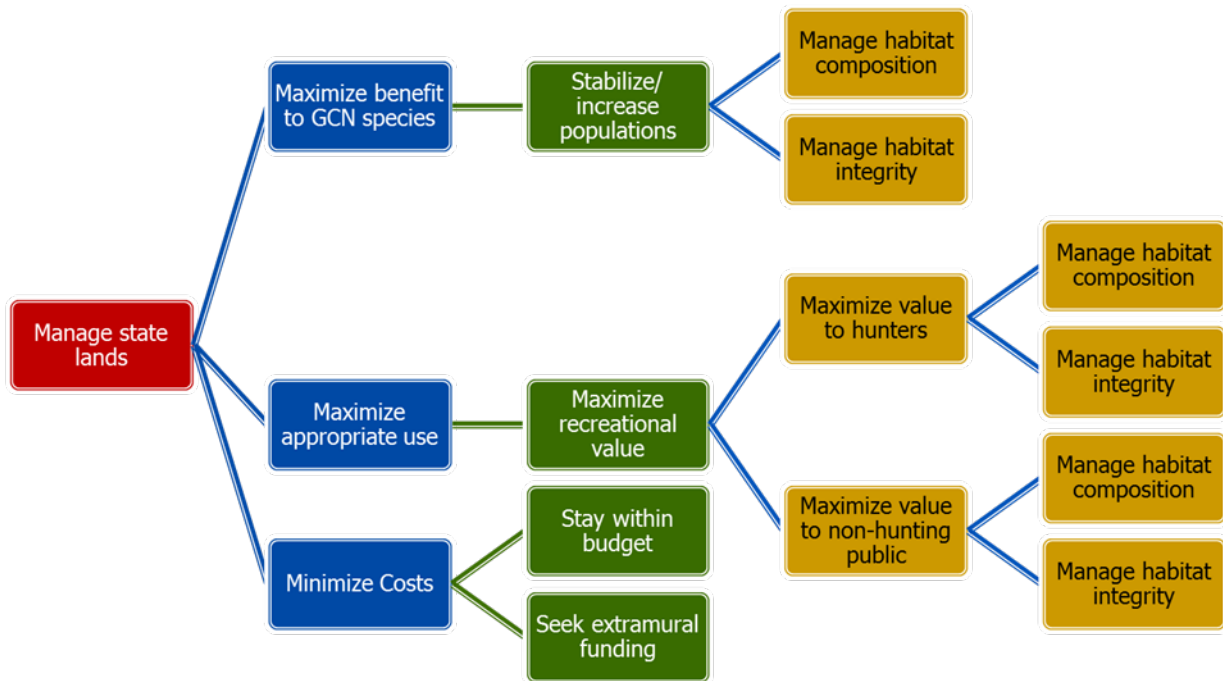 Manage state
lands
Maximize benefit
to GCN species
Stabilize/
increase
populations
Manage habitat
composition
Manage habitat
integrity
Maximize
appropriate use
Maximize
recreational
value
Maximize value
to hunters
Manage habitat
composition
Manage habitat
integrity
Maximize value
to non-hunting
public
Manage habitat
composition
Manage habitat
integrity
Minimize Costs
Stay within
budget
Seek extramural
funding